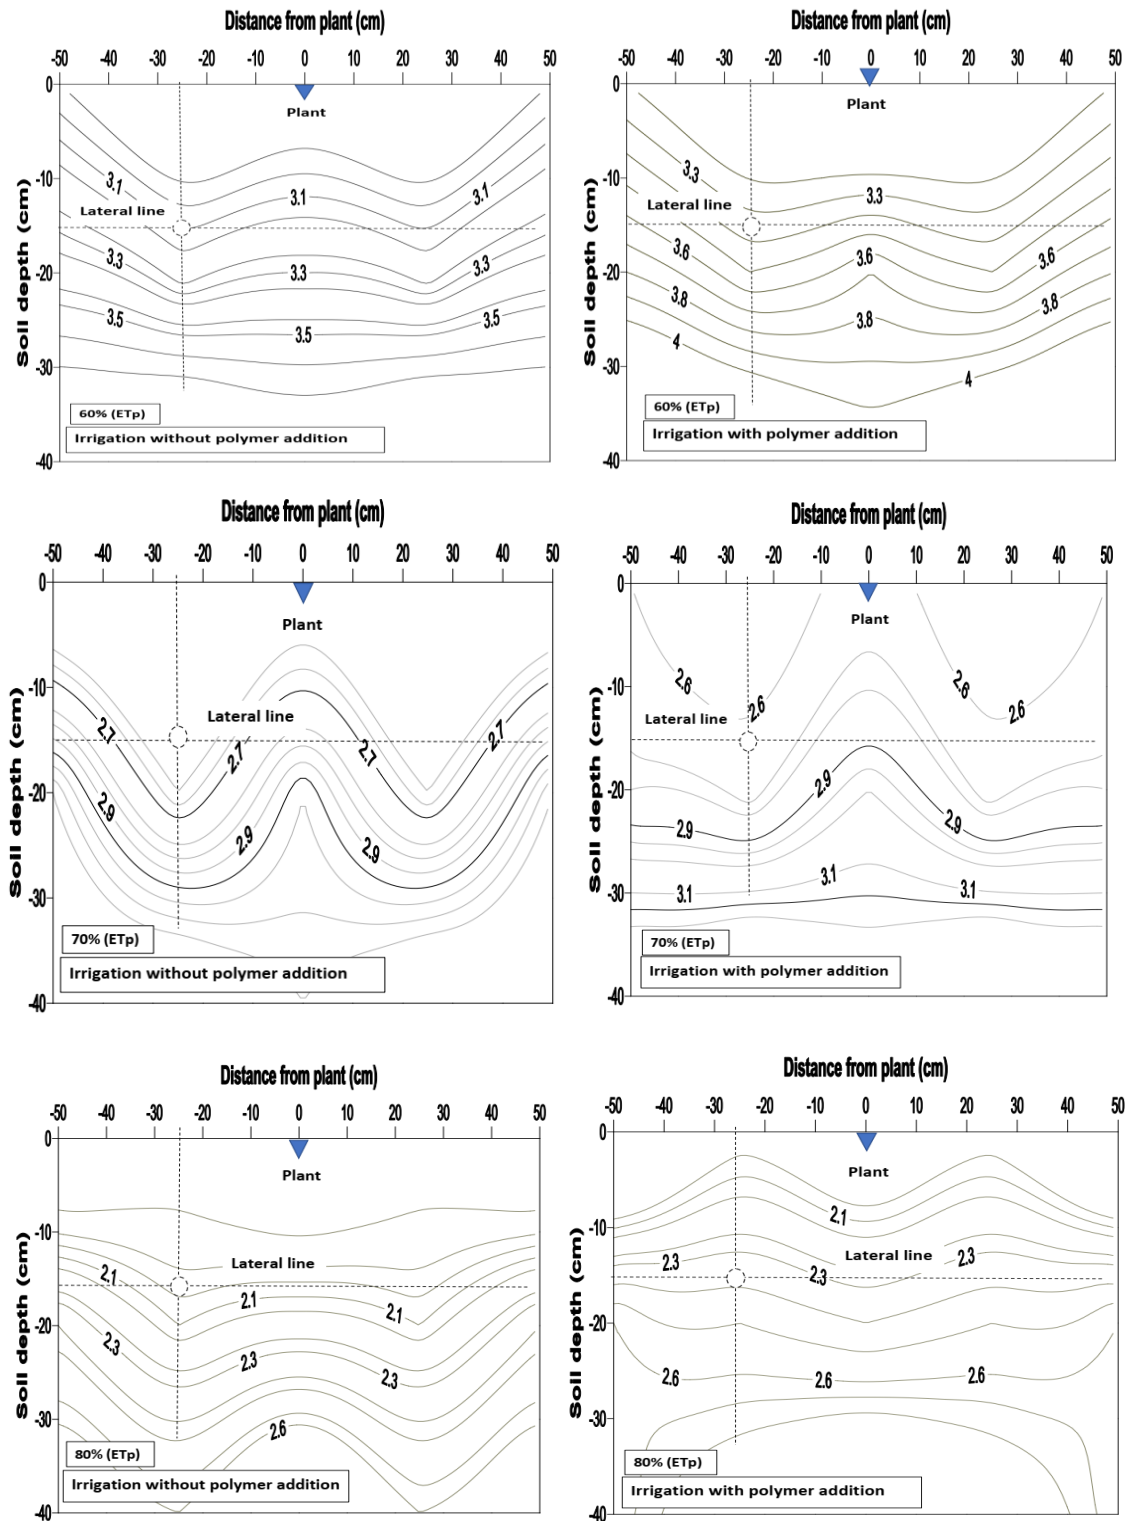 Distance from plant (cm)
-50 -40 -30 -20 -10 0 10 20 30 40 50
0
-10
-20
-30
-40
Soil depth (cm)
Plant
Lateral line
3.1 3.1 3.1
3.3 3.3 3.3
3.5 3.5 3.5
60% (ETp)
Irrigation without polymer addition
Distance from plant (cm)
-50 -40 -30 -20 -10 0 10 20 30 40 50
0
-10
-20
-30
-40
Soil depth (cm)
Plant
Lateral line
3.3 3.3
3.6 3.6 3.6
3.8 3.8 3.8
4 4
60% (ETp)
Irrigation with polymer addition
Distance from plant (cm)
-50 -40 -30 -20 -10 0 10 20 30 40 50
0
-10
-20
-30
-40
Soil depth (cm)
Plant
Lateral line
2.7 2.7 2.7 2.7
2.9 2.9 2.9
70% (ETp)
Irrigation without polymer addition
Distance from plant (cm)
-50 -40 -30 -20 -10 0 10 20 30 40 50
0
-10
-20
-30
-40
Soil depth (cm)
Plant
2.6 2.6 2.6 2.6
Lateral line
2.9 2.9 2.9
3.1 3.1 3.1
70% (ETp)
Irrigation with polymer addition
Distance from plant (cm)
-50 -40 -30 -20 -10 0 10 20 30 40 50
0
-10
-20
-30
-40
Soil depth (cm)
Plant
Lateral line
2.1 2.1 2.1
2.3 2.3 2.3
2.6
80% (ETp)
Irrigation without polymer addition
Distance from plant (cm)
-50 -40 -30 -20 -10 0 10 20 30 40 50
0
-10
-20
-30
-40
Soil depth (cm)
Plant
2.1
Lateral line
2.3 2.3 2.3
2.6 2.6 2.6
80% (ETp)
Irrigation with polymer addition